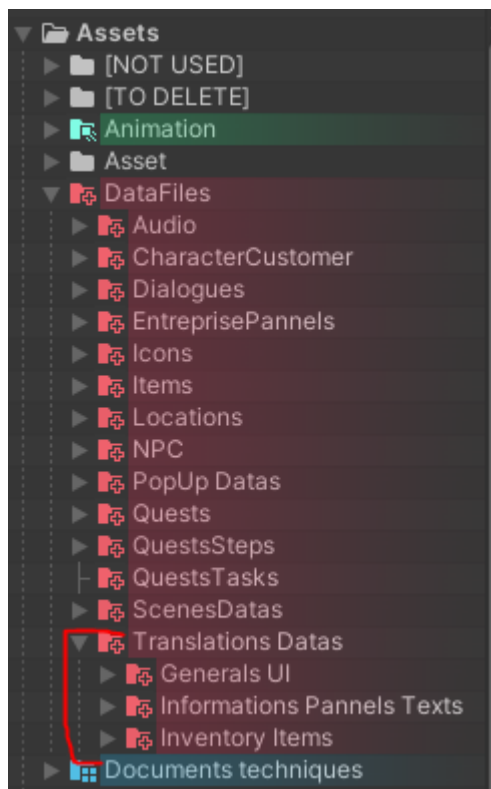 Assets
[NOT USED]
[TO DELETE]
Animation
Asset
DataFiles
Audio
CharacterCustomer
Dialogues
EntreprisePannels
Icons
Items
Locations
NPC
PopUp Datas
Quests
QuestsSteps
QuestsTasks
ScenesDatas
Translations Datas
Generals UI
Informations Pannels Texts
Inventory Items
Documents techniques